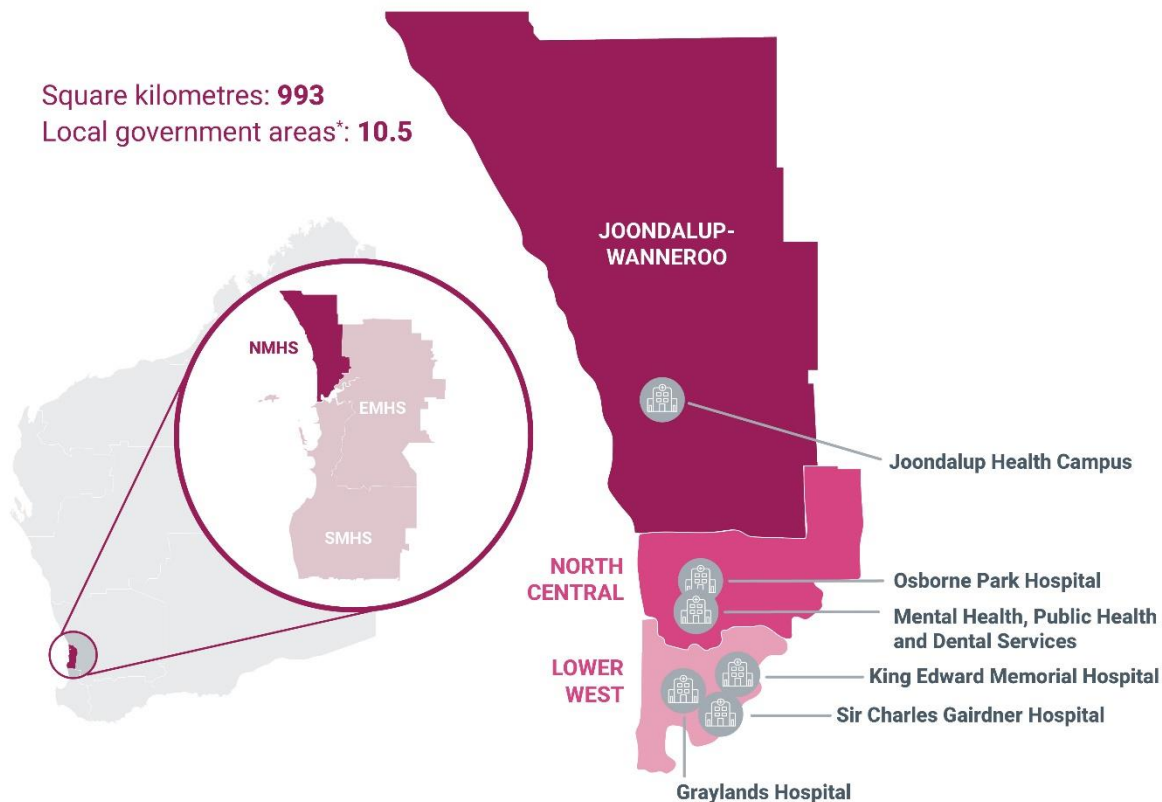 Square kilometres: 993
Local government areas*: 10.5
JOONDALUP-
WANNEROO
NMHS
EMHS
SMHS
Joondalup Health Campus
NORTH
CENTRAL
Osborne Park Hospital
Mental Health, Public Health
and Dental Services
LOWER
WEST
King Edward Memorial Hospital
Sir Charles Gairdner Hospital
Graylands Hospital